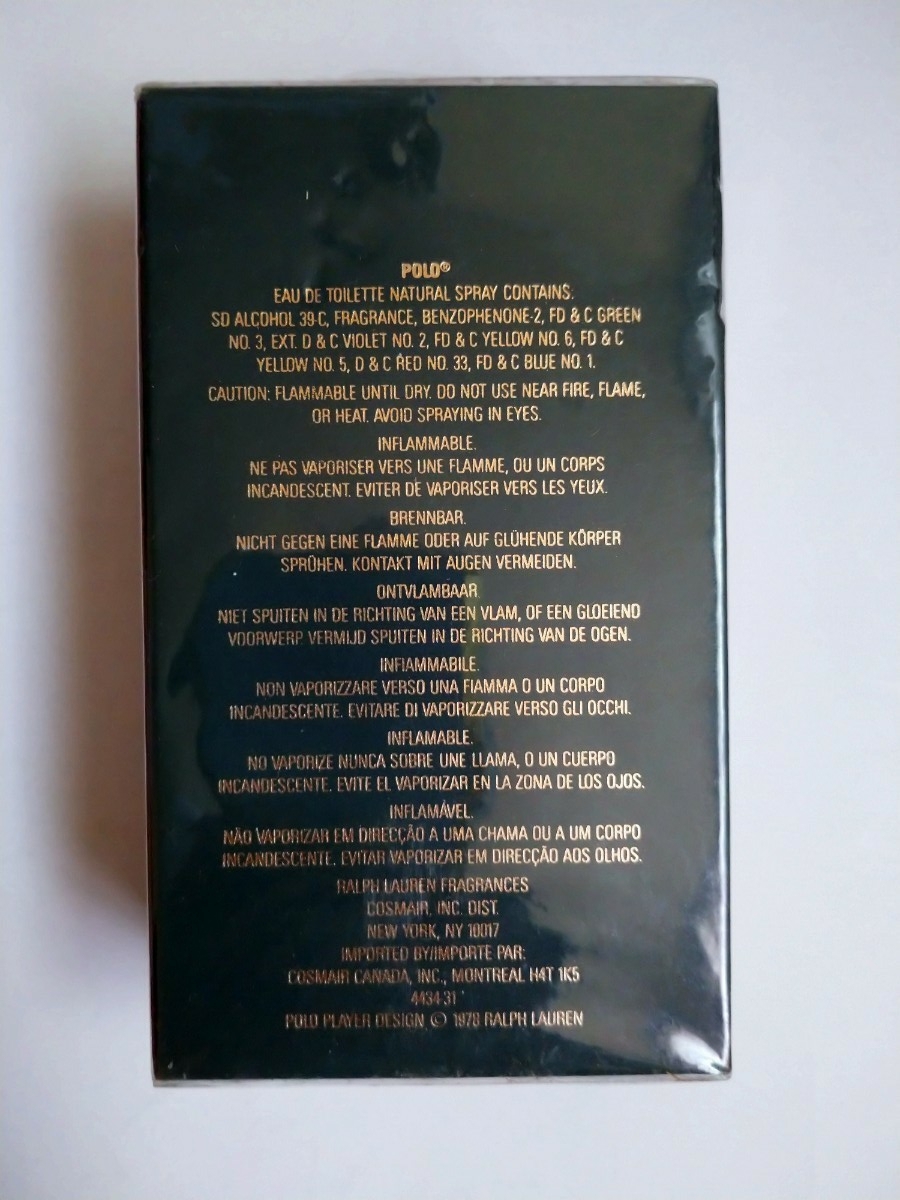 POLO®
EAU DE TOILETTE NATURAL SPRAY CONTAINS:
SD ALCOHOL 39-C, FRAGRANCE, BENZOPHENONE-2, FD & C GREEN
NO. 3, EXT. D & C VIOLET NO. 2, FD & C YELLOW NO. 6, FD & C
YELLOW NO. 5, D & C RED NO. 33, FD & C BLUE NO. 1.
CAUTION: FLAMMABLE UNTIL DRY. DO NOT USE NEAR FIRE, FLAME,
OR HEAT. AVOID SPRAYING IN EYES.
INFLAMMABLE.
NE PAS VAPORISER VERS UNE FLAMME, OU UN CORPS
INCANDESCENT. EVITER DE VAPORISER VERS LES YEUX.
BRENNBAR.
NICHT GEGEN EINE FLAMME ODER AUF GLÜHENDE KÖRPER
SPRÜHEN. KONTAKT MIT AUGEN VERMEIDEN.
ONTVLAMBAAR
NIET SPUITEN IN DE RICHTING VAN EEN VLAM, OF EEN GLOEIEND
VOORWERP. VERMIJD SPUITEN IN DE RICHTING VAN DE OGEN.
INFIAMMABILE.
NON VAPORIZZARE VERSO UNA FIAMMA O UN CORPO
INCANDESCENTE. EVITARE DI VAPORIZZARE VERSO GLI OCCHI.
INFLAMABLE.
NO VAPORIZE NUNCA SOBRE UNE LLAMA, O UN CUERPO
INCANDESCENTE. EVITE EL VAPORIZAR EN LA ZONA DE LOS OJOS.
INFLAMÁVEL.
NÃO VAPORIZAR EM DIRECÇÃO A UMA CHAMA OU A UM CORPO
INCANDESCENTE. EVITAR VAPORIZAR EM DIRECÇÃO AOS OLHOS.
RALPH LAUREN FRAGRANCES
COSMAIR, INC. DIST.
NEW YORK, NY 10017
IMPORTED BY/IMPORTE PAR:
COSMAIR CANADA, INC., MONTREAL H4T 1K5
4434-31
POLO PLAYER DESIGN © 1978 RALPH LAUREN